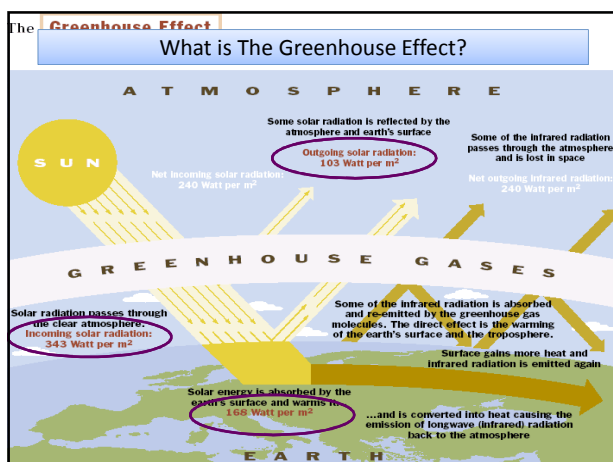 The Greenhouse Effect
What is The Greenhouse Effect?
ATMOSPHERE
SUN
Some solar radiation is reflected by the
atmosphere and earth's surface
Outgoing solar radiation:
103 Watt per m²
Some of the infrared radiation
passes through the atmosphere
and is lost in space
Net outgoing infrared radiation:
240 Watt per m²
Net incoming solar radiation:
240 Watt per m²
GREENHOUSE GASES
Solar radiation passes through
the clear atmosphere.
Incoming solar radiation:
343 Watt per m²
Some of the infrared radiation is absorbed
and re-emitted by the greenhouse gas
molecules. The direct effect is the warming
of the earth's surface and the troposphere.
Surface gains more heat and
infrared radiation is emitted again
Solar energy is absorbed by the
earth's surface and warms
168 Watt per m²
...and is converted into heat causing the
emission of longwave (infrared) radiation
back to the atmosphere
EARTH